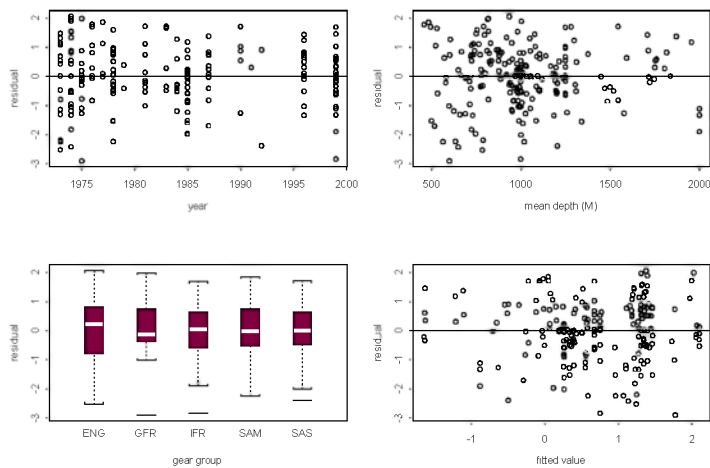 2
1
0
-1
-2
-3
residual
1975 1980 1985 1990 1995 2000
year
2
1
0
-1
-2
-3
residual
500 1000 1500 2000
mean depth (M)
2
1
0
-1
-2
-3
residual
ENG GFR IFR SAM SAS
gear group
2
1
0
-1
-2
-3
residual
-1 0 1 2
fitted value